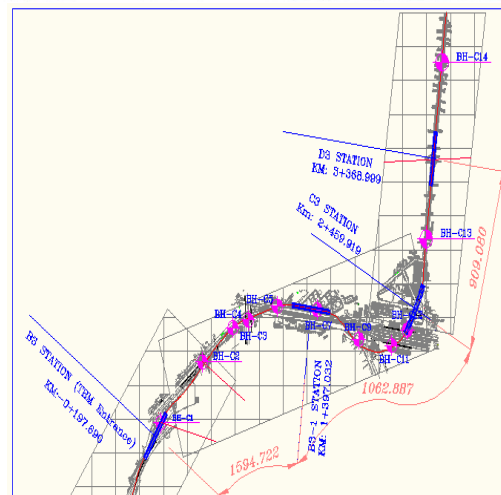 BH-C14
D3 STATION
KM: 3+368.999
C3 STATION
Km: 2+459.919
BH-C13
909.080
BH-C5
BH-C4
BH-C3
BH-C7
BH-C9
BH-C11
BH-C2
B3 STATION (TBM Entrance)
KM:-0+197.690
BH-C1
B3-1 STATION
KM: 1+397.032
1062.887
1594.722